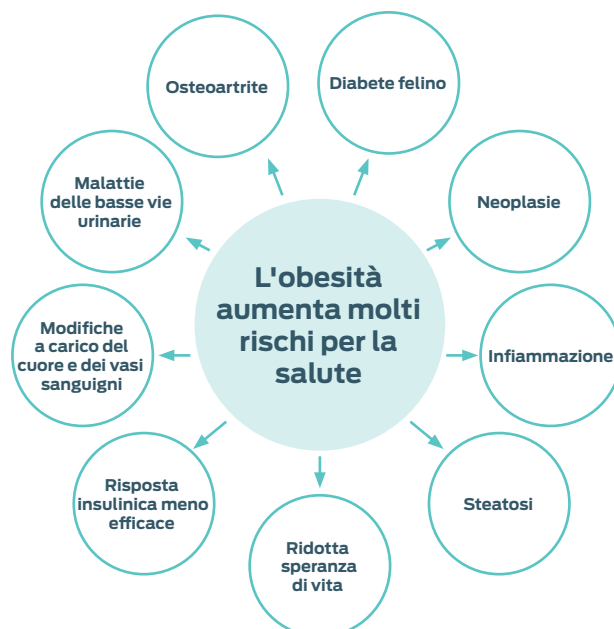 Osteoartrite
Diabete felino
Malattie
delle basse vie
urinarie
Neoplasie
L'obesità
aumenta molti
rischi per la
salute
Modifiche
a carico del
cuore e dei vasi
sanguigni
Infiammazione
Risposta
insulinica meno
efficace
Steatosi
Ridotta
speranza
di vita